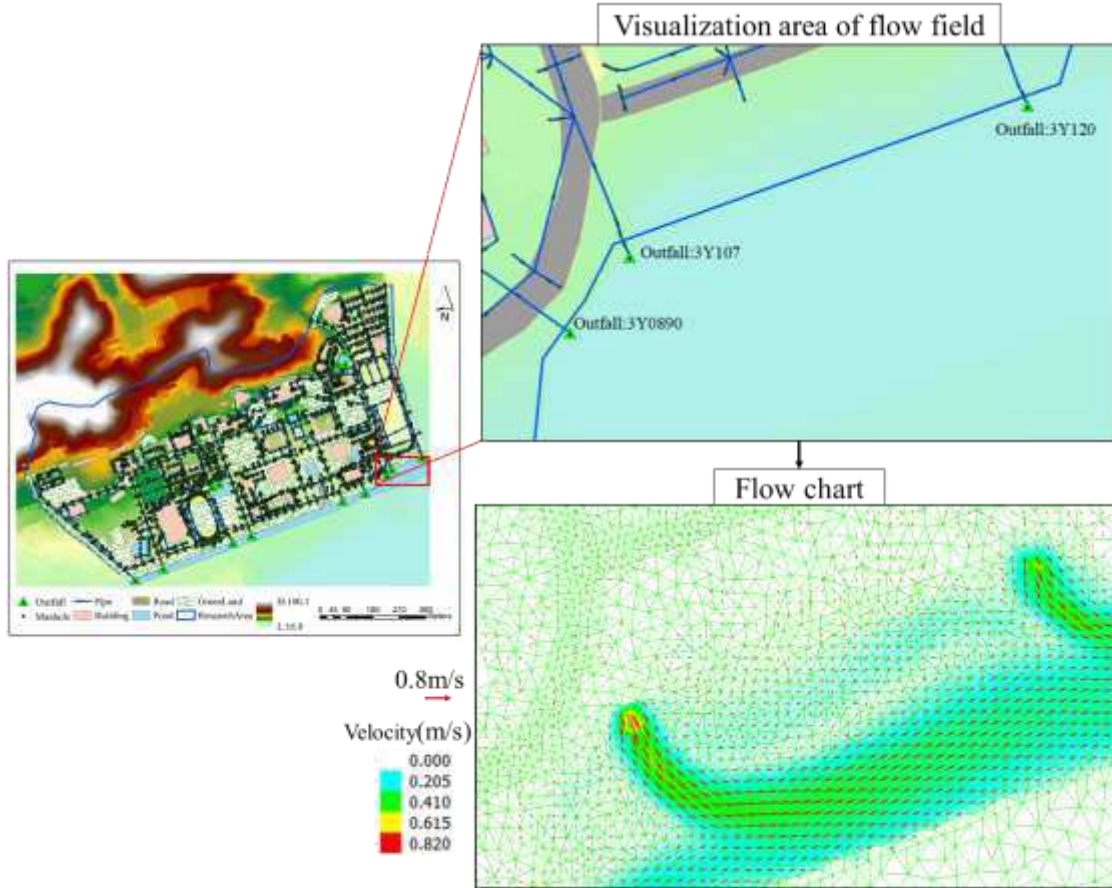 Visualization area of flow field
Outfall:3Y120
Outfall:3Y107
Outfall:3Y0890
N
Outfall Pipe Road GreenLand
Manhole Building Pond ResearchArea
Meters
Flow chart
0.8m/s
Velocity(m/s)
0.000
0.205
0.410
0.615
0.820